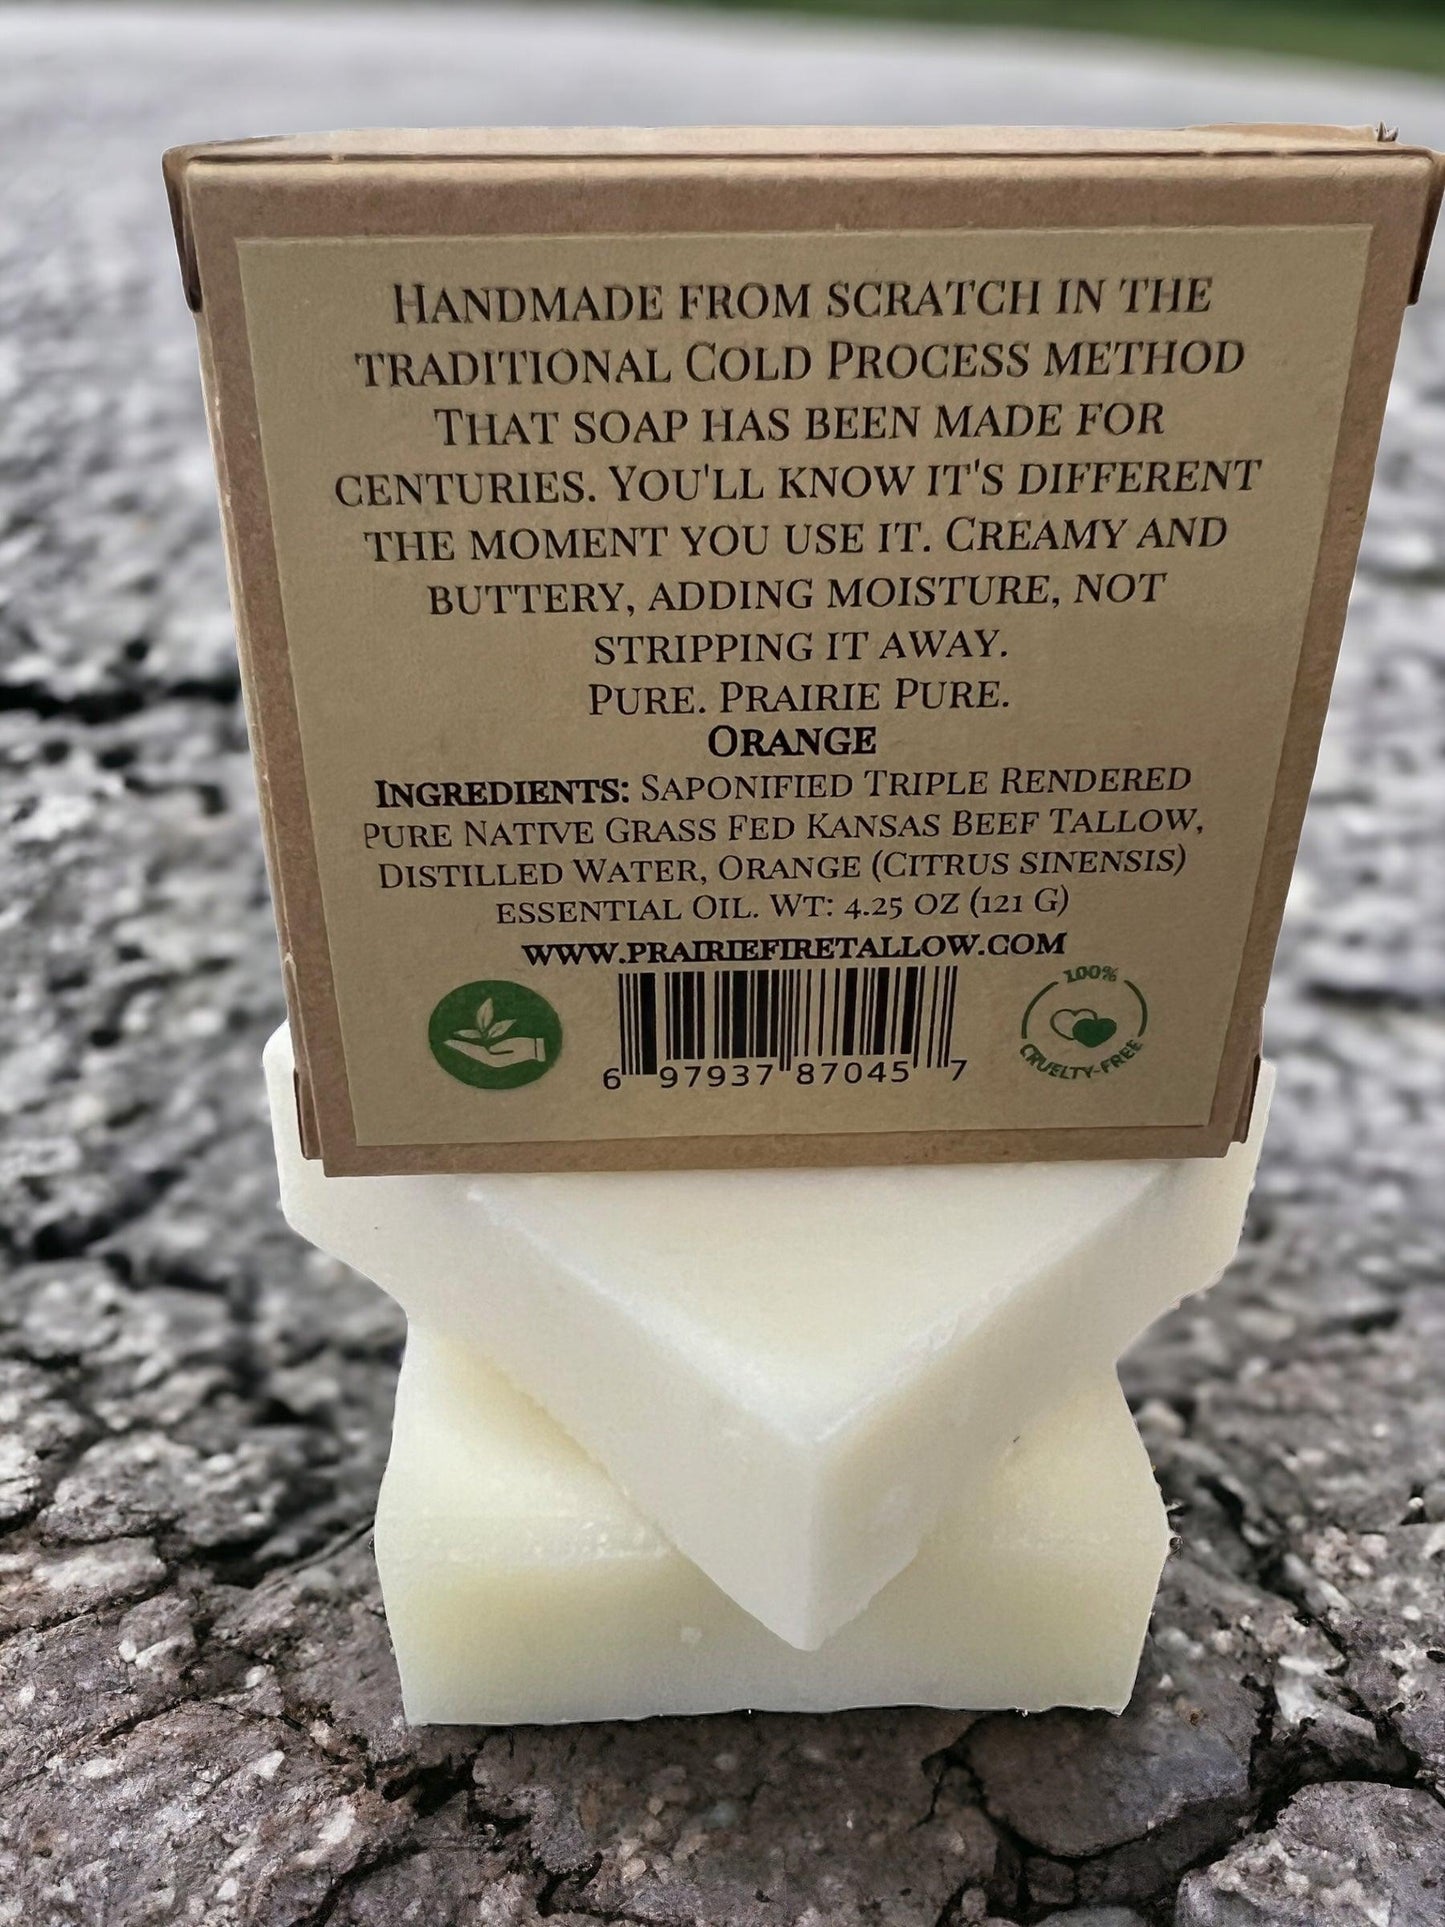 Handmade from scratch in the
traditional Cold Process method
That soap has been made for
centuries. You'll know it's different
the moment you use it. Creamy and
buttery, adding moisture, not
stripping it away.
Pure. Prairie Pure.
Orange
Ingredients: Saponified Triple Rendered
Pure Native Grass Fed Kansas Beef Tallow,
Distilled Water, Orange (Citrus sinensis)
essential Oil. Wt: 4.25 oz (121 g)
www.prairiefiretallow.com
100%
CRUELTY-FREE
6 97937 87045 7